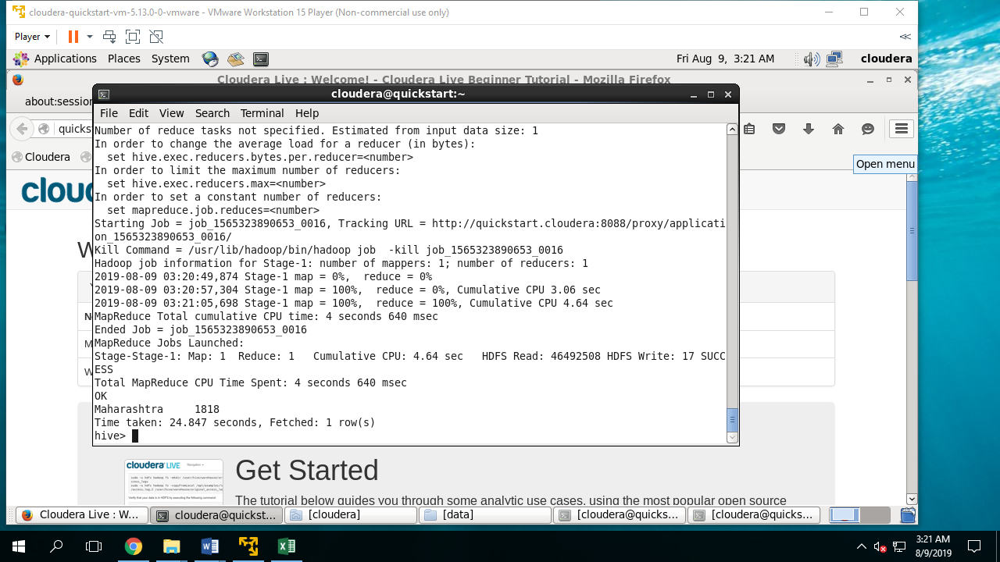 cloudera-quickstart-vm-5.13.0-0-vmware - VMware Workstation 15 Player (Non-commercial use only)
Player
Applications Places System Fri Aug 9, 3:21 AM cloudera
Cloudera Live : Welcome! - Cloudera Live Beginner Tutorial - Mozilla Firefox
about:session
cloudera@quickstart:~
File Edit View Search Terminal Help
quickst
Cloudera
Open menu
Number of reduce tasks not specified. Estimated from input data size: 1
In order to change the average load for a reducer (in bytes):
  set hive.exec.reducers.bytes.per.reducer=<number>
In order to limit the maximum number of reducers:
  set hive.exec.reducers.max=<number>
In order to set a constant number of reducers:
  set mapreduce.job.reduces=<number>
Starting Job = job_1565323890653_0016, Tracking URL = http://quickstart.cloudera:8088/proxy/applicati
on_1565323890653_0016/
Kill Command = /usr/lib/hadoop/bin/hadoop job  -kill job_1565323890653_0016
Hadoop job information for Stage-1: number of mappers: 1; number of reducers: 1
2019-08-09 03:20:49,874 Stage-1 map = 0%,  reduce = 0%
2019-08-09 03:20:57,304 Stage-1 map = 100%,  reduce = 0%, Cumulative CPU 3.06 sec
2019-08-09 03:21:05,698 Stage-1 map = 100%,  reduce = 100%, Cumulative CPU 4.64 sec
MapReduce Total cumulative CPU time: 4 seconds 640 msec
Ended Job = job_1565323890653_0016
MapReduce Jobs Launched:
Stage-Stage-1: Map: 1  Reduce: 1   Cumulative CPU: 4.64 sec   HDFS Read: 46492508 HDFS Write: 17 SUCC
ESS
Total MapReduce CPU Time Spent: 4 seconds 640 msec
OK
Maharashtra     1818
Time taken: 24.847 seconds, Fetched: 1 row(s)
hive>
cloudera LIVE
Get Started
The tutorial below guides you through some analytic use cases, using the most popular open source
Cloudera Live : W... cloudera@quickst... [cloudera] [data] [cloudera@quicks... [cloudera@quicks...
3:21 AM
8/9/2019